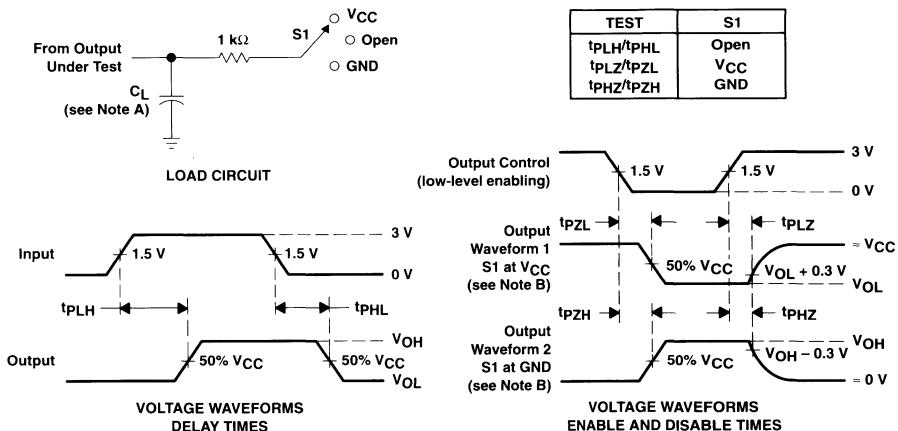 VCC
1 kΩ
S1
Open
From Output
Under Test
GND
CL
(see Note A)
LOAD CIRCUIT
TEST S1
tPLH/tPHL Open
tPLZ/tPZL VCC
tPHZ/tPZH GND
Input
3 V
1.5 V 1.5 V
0 V
tPLH tPHL
Output
VOH
50% VCC 50% VCC
VOL
VOLTAGE WAVEFORMS
DELAY TIMES
Output Control
(low-level enabling)
3 V
1.5 V 1.5 V
0 V
tPZL tPLZ
Output
Waveform 1
S1 at VCC
(see Note B)
≈ VCC
50% VCC VOL + 0.3 V
VOL
tPZH tPHZ
Output
Waveform 2
S1 at GND
(see Note B)
VOH
50% VCC VOH − 0.3 V
≈ 0 V
VOLTAGE WAVEFORMS
ENABLE AND DISABLE TIMES